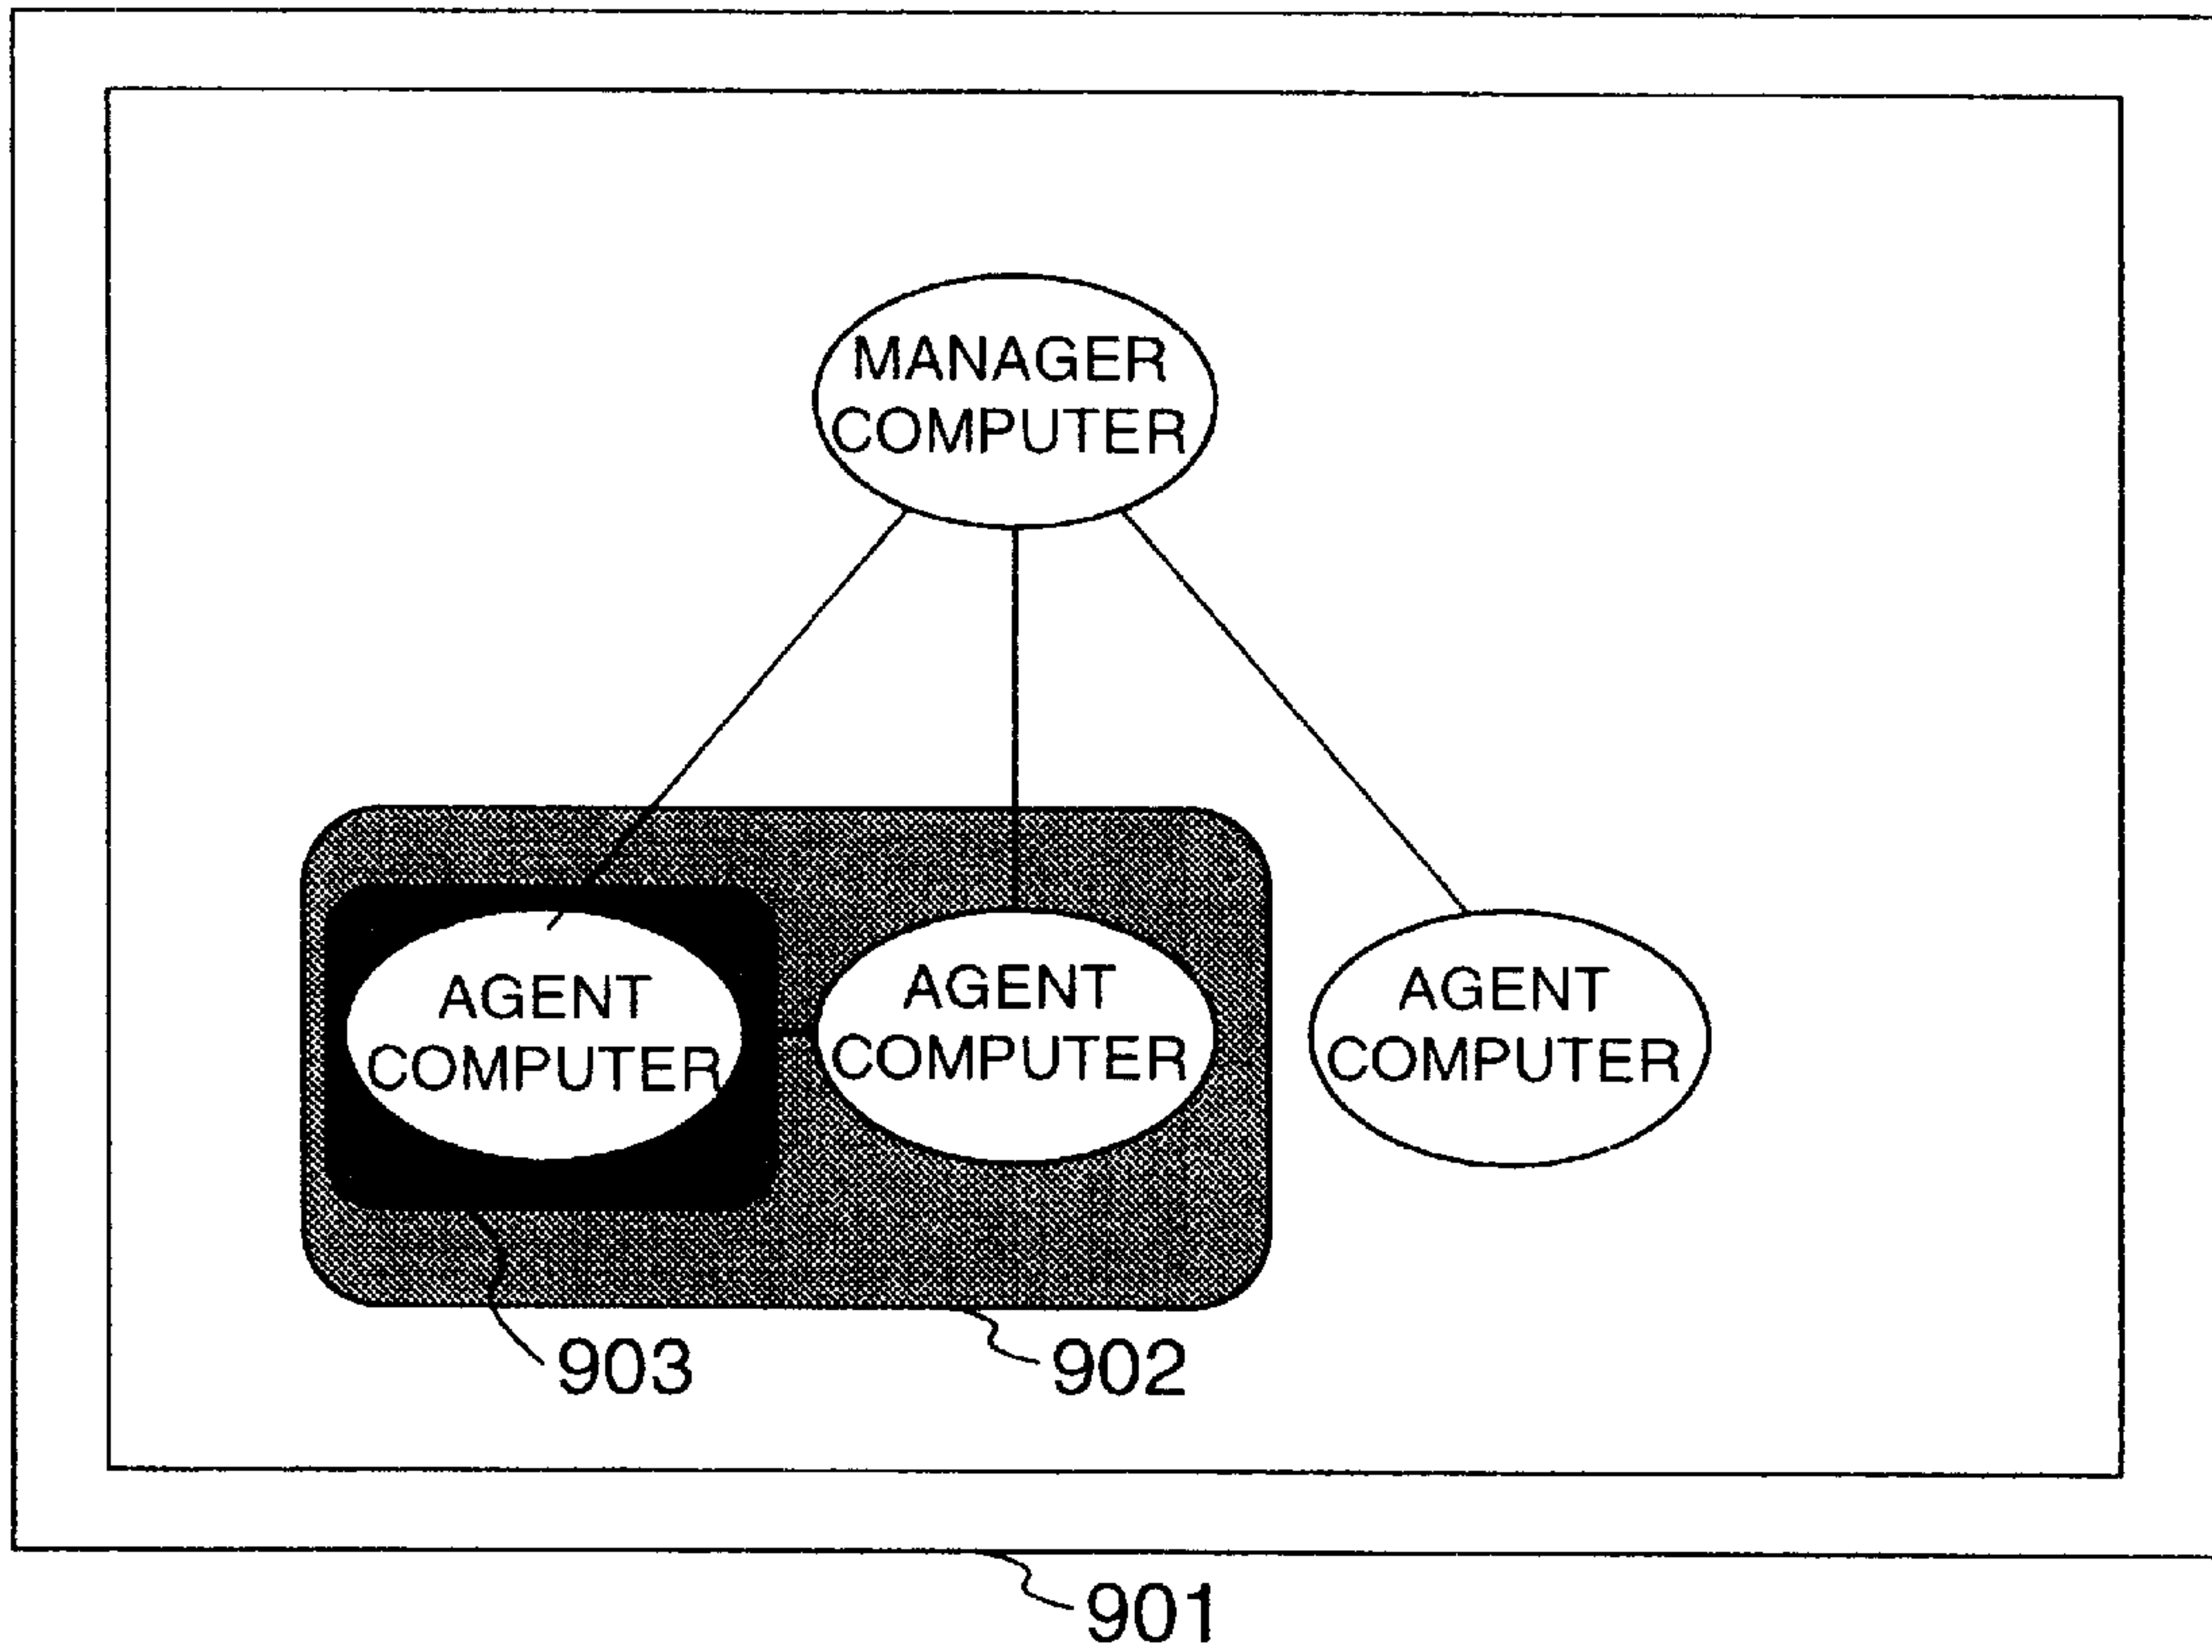 MANAGER
COMPUTER
AGENT
COMPUTER
AGENT
COMPUTER
AGENT
COMPUTER
903
902
901